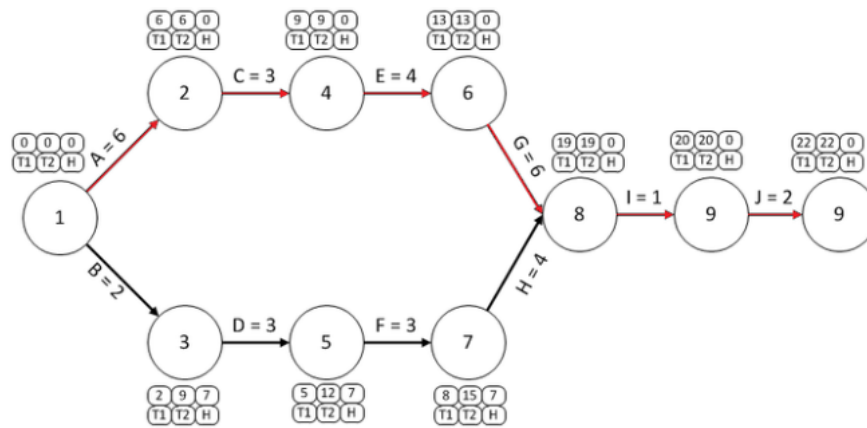 6 6 0
T1 T2 H
9 9 0
T1 T2 H
13 13 0
T1 T2 H
2
C = 3
4
E = 4
6
0 0 0
T1 T2 H
A = 6
G = 6
19 19 0
T1 T2 H
20 20 0
T1 T2 H
22 22 0
T1 T2 H
1
8
I = 1
9
J = 2
9
B = 2
H = 4
3
D = 3
5
F = 3
7
2 9 7
T1 T2 H
5 12 7
T1 T2 H
8 15 7
T1 T2 H